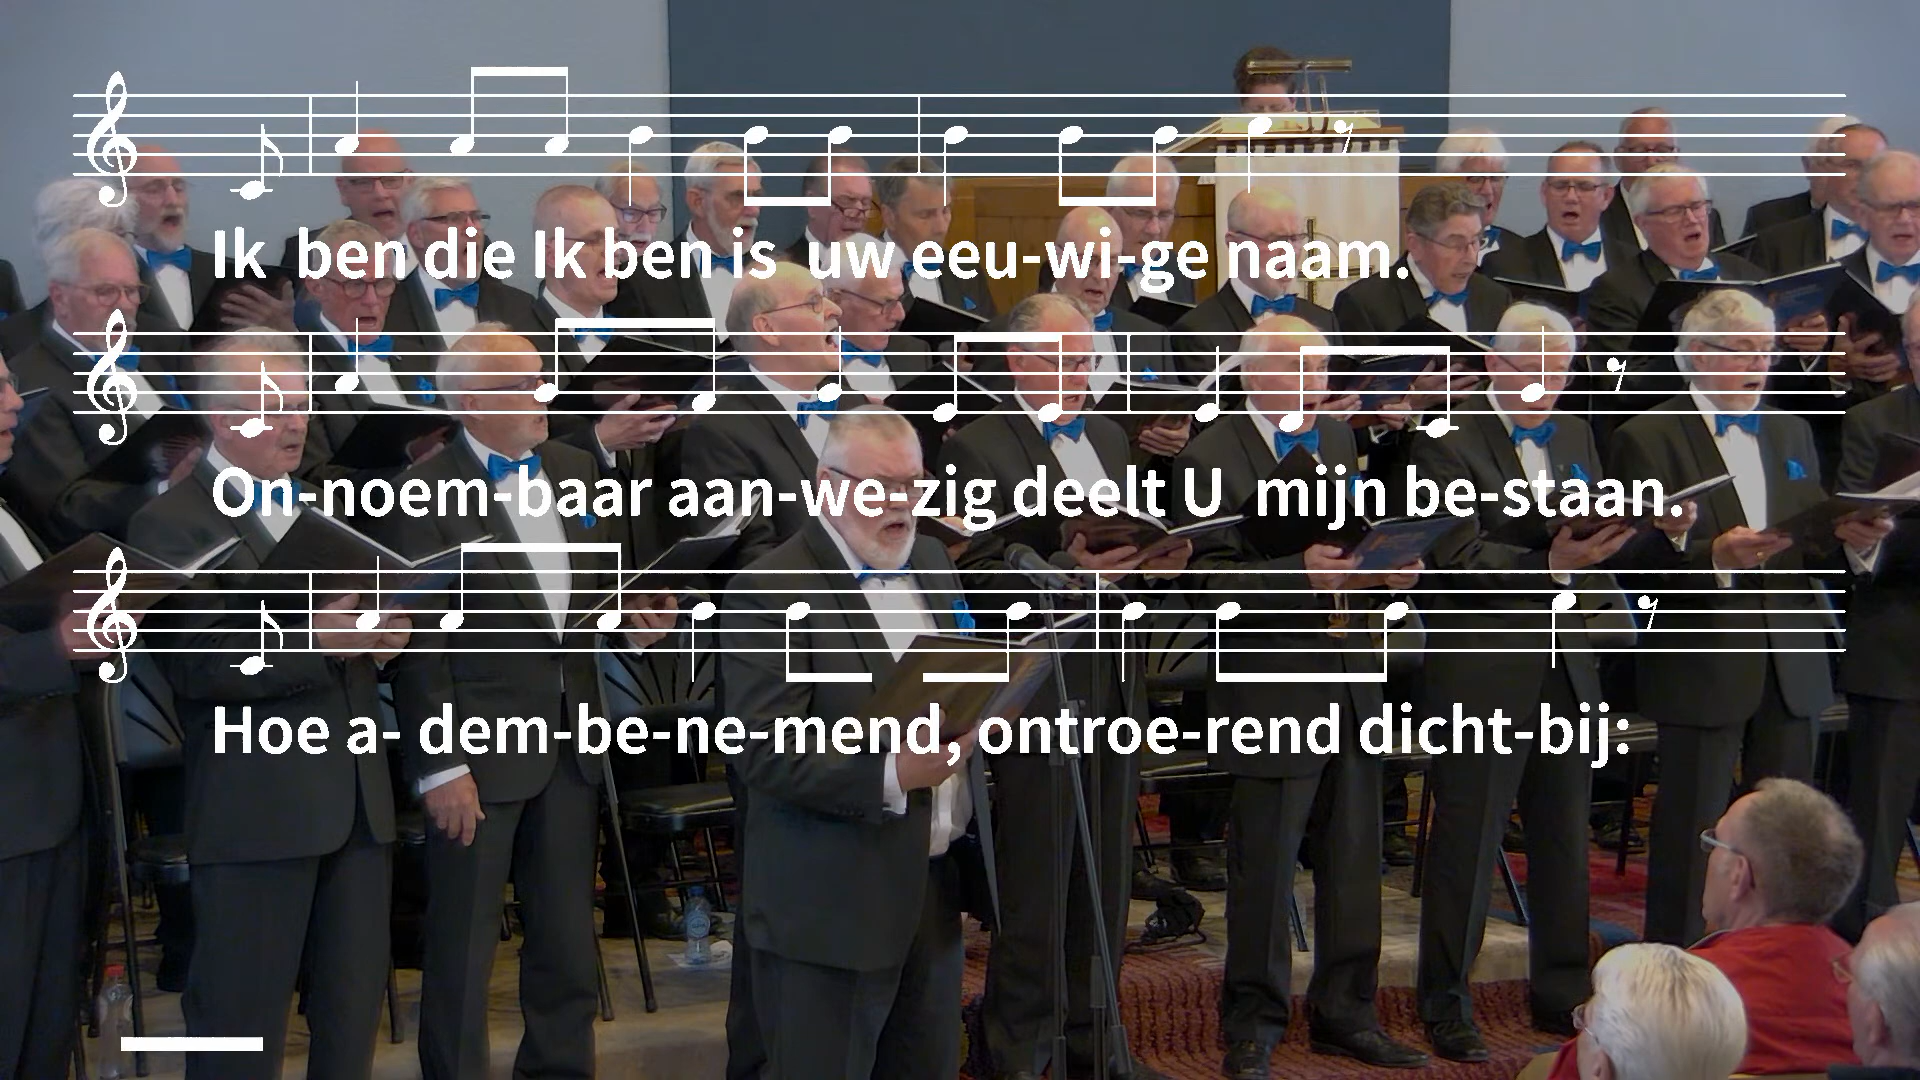 Ik ben die Ik ben is uw eeu-wi-ge naam.
On-noem-baar aan-we-zig deelt U mijn be-staan.
Hoe a- dem-be-ne-mend, ontroe-rend dicht-bij: